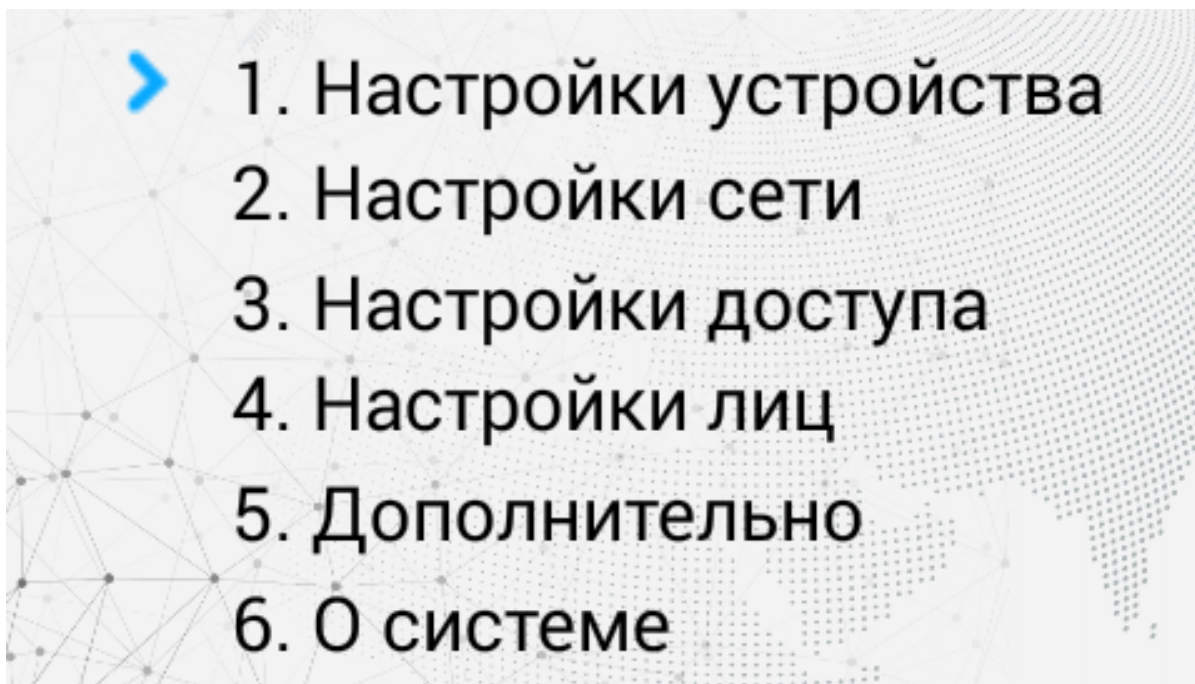 1. Настройки устройства
2. Настройки сети
3. Настройки доступа
4. Настройки лиц
5. Дополнительно
6. О системе